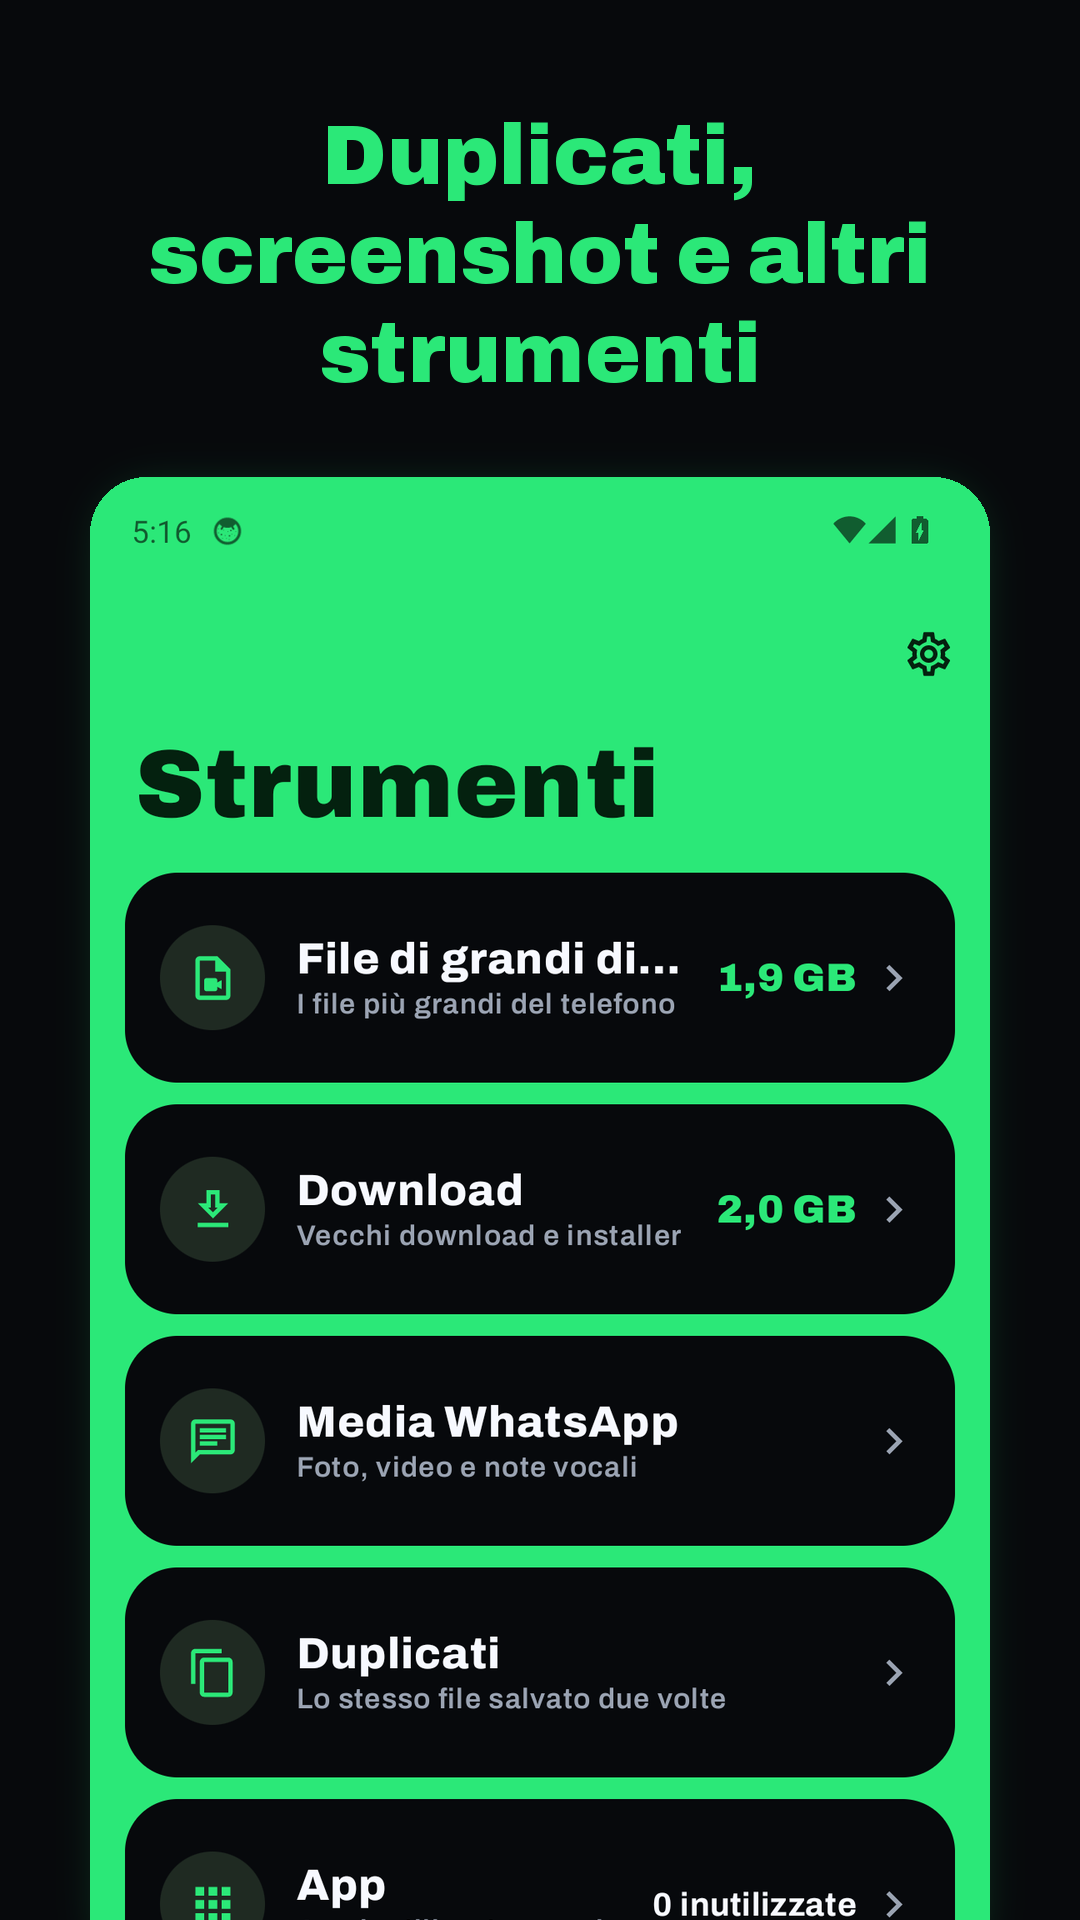 Duplicati,
screenshot e altri
strumenti
5:16
Strumenti
File di grandi di...
I file più grandi del telefono
1,9 GB
Download
Vecchi download e installer
2,0 GB
Media WhatsApp
Foto, video e note vocali
Duplicati
Lo stesso file salvato due volte
App
0 inutilizzate